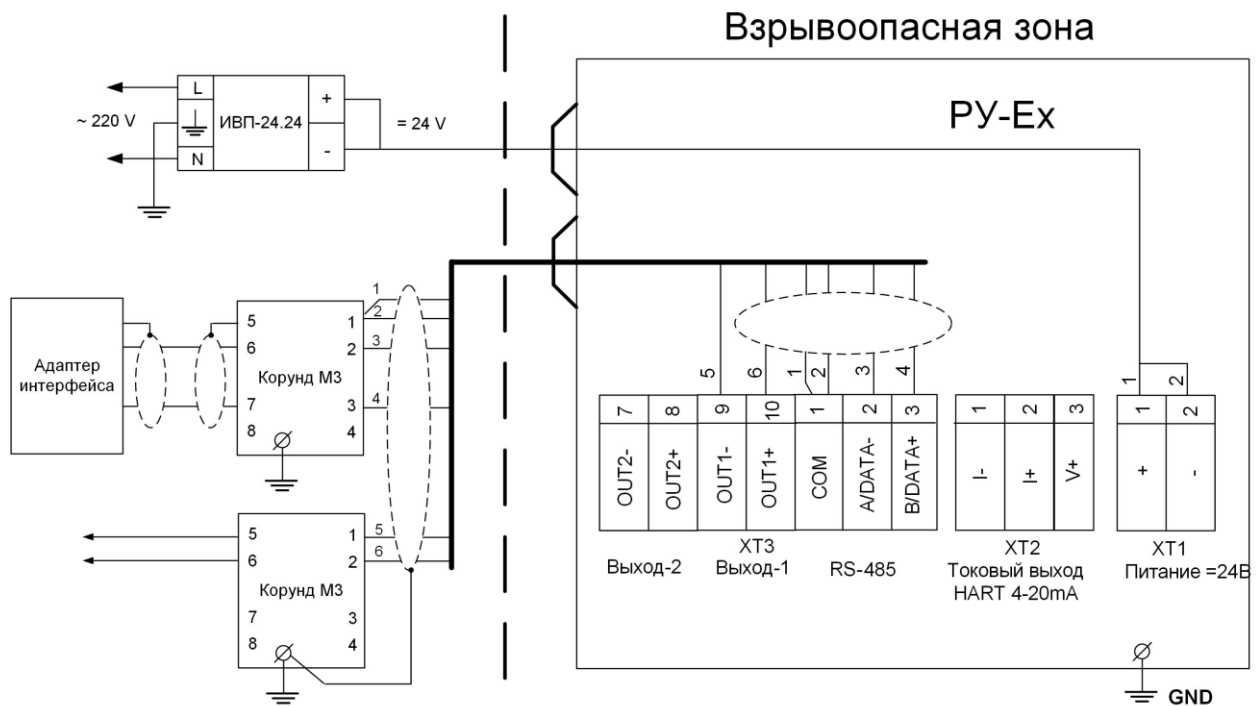 Взрывоопасная зона
РУ-Ех
L
+
~ 220 V
ИВП-24.24
= 24 V
N
-
Адаптер
интерфейса
5
6
7
8
Корунд М3
1
2
3
4
1
2
3
4
5
6
7
8
Корунд М3
1
2
3
4
5
6
5
6
1
2
3
4
1
2
7
8
9
10
1
2
3
OUT2-
OUT2+
OUT1-
OUT1+
COM
A/DATA-
B/DATA+
1
2
3
I-
I+
V+
1
2
+
-
Выход-2
XT3
Выход-1
RS-485
XT2
Токовый выход
HART 4-20mA
XT1
Питание =24В
GND